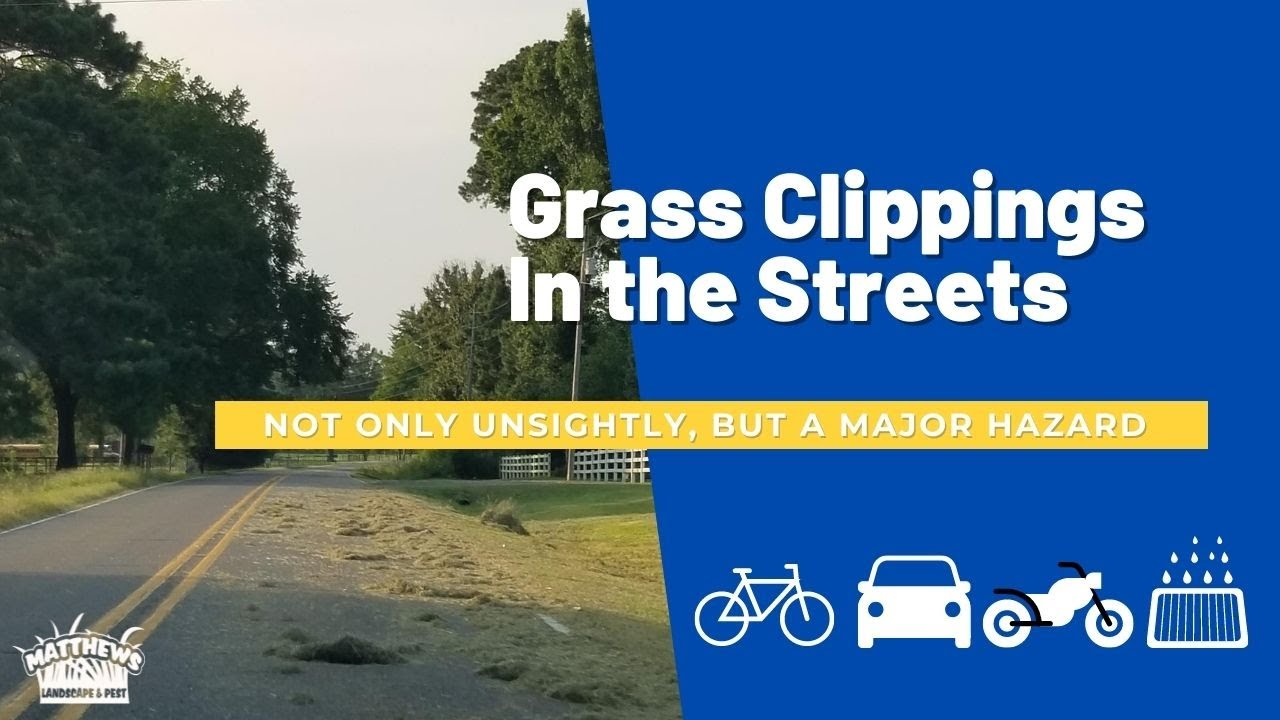 Grass Clippings
In the Streets
NOT ONLY UNSIGHTLY, BUT A MAJOR HAZARD
MATTHEWS
LANDSCAPE & PEST